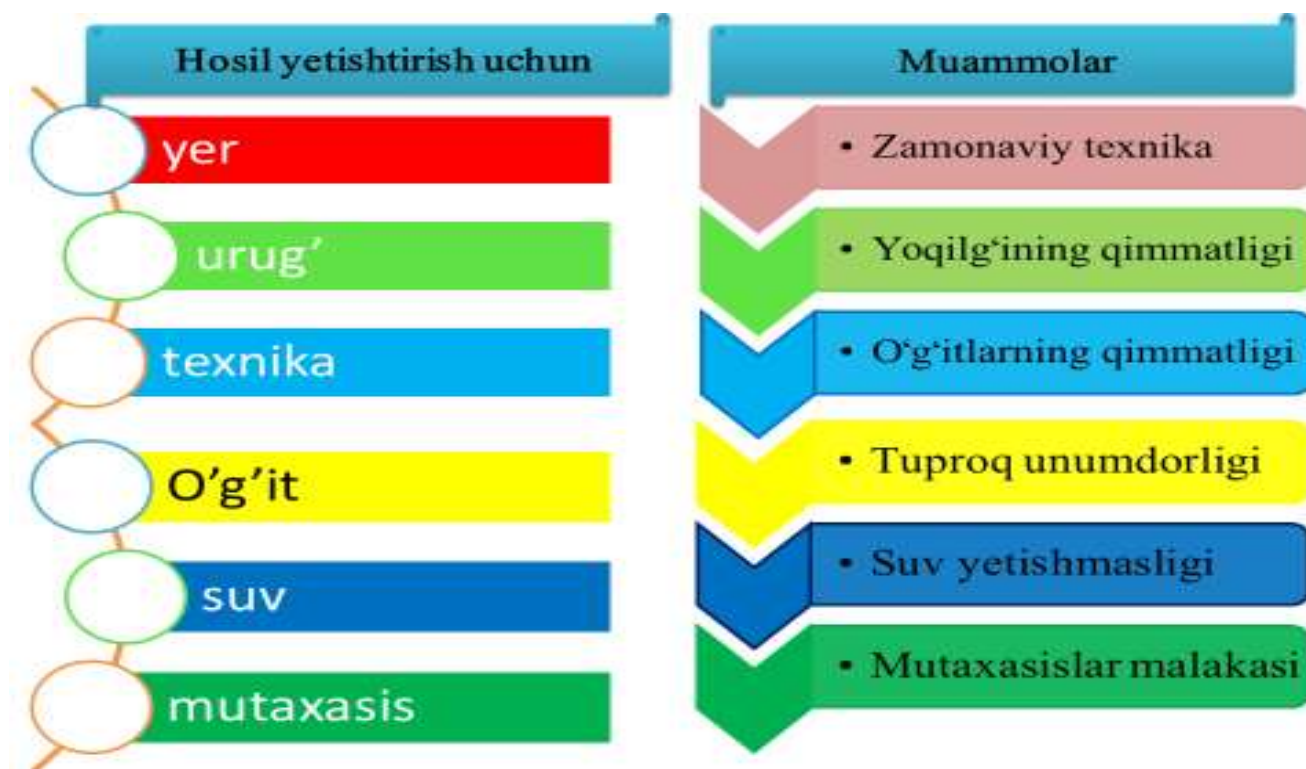 Hosil yetishtirish uchun
yer
urug’
texnika
O’g’it
suv
mutaxasis
Muammolar
• Zamonaviy texnika
• Yoqilg‘ining qimmatligi
• O‘g‘itlarning qimmatligi
• Tuproq unumdorligi
• Suv yetishmasligi
• Mutaxasislar malakasi